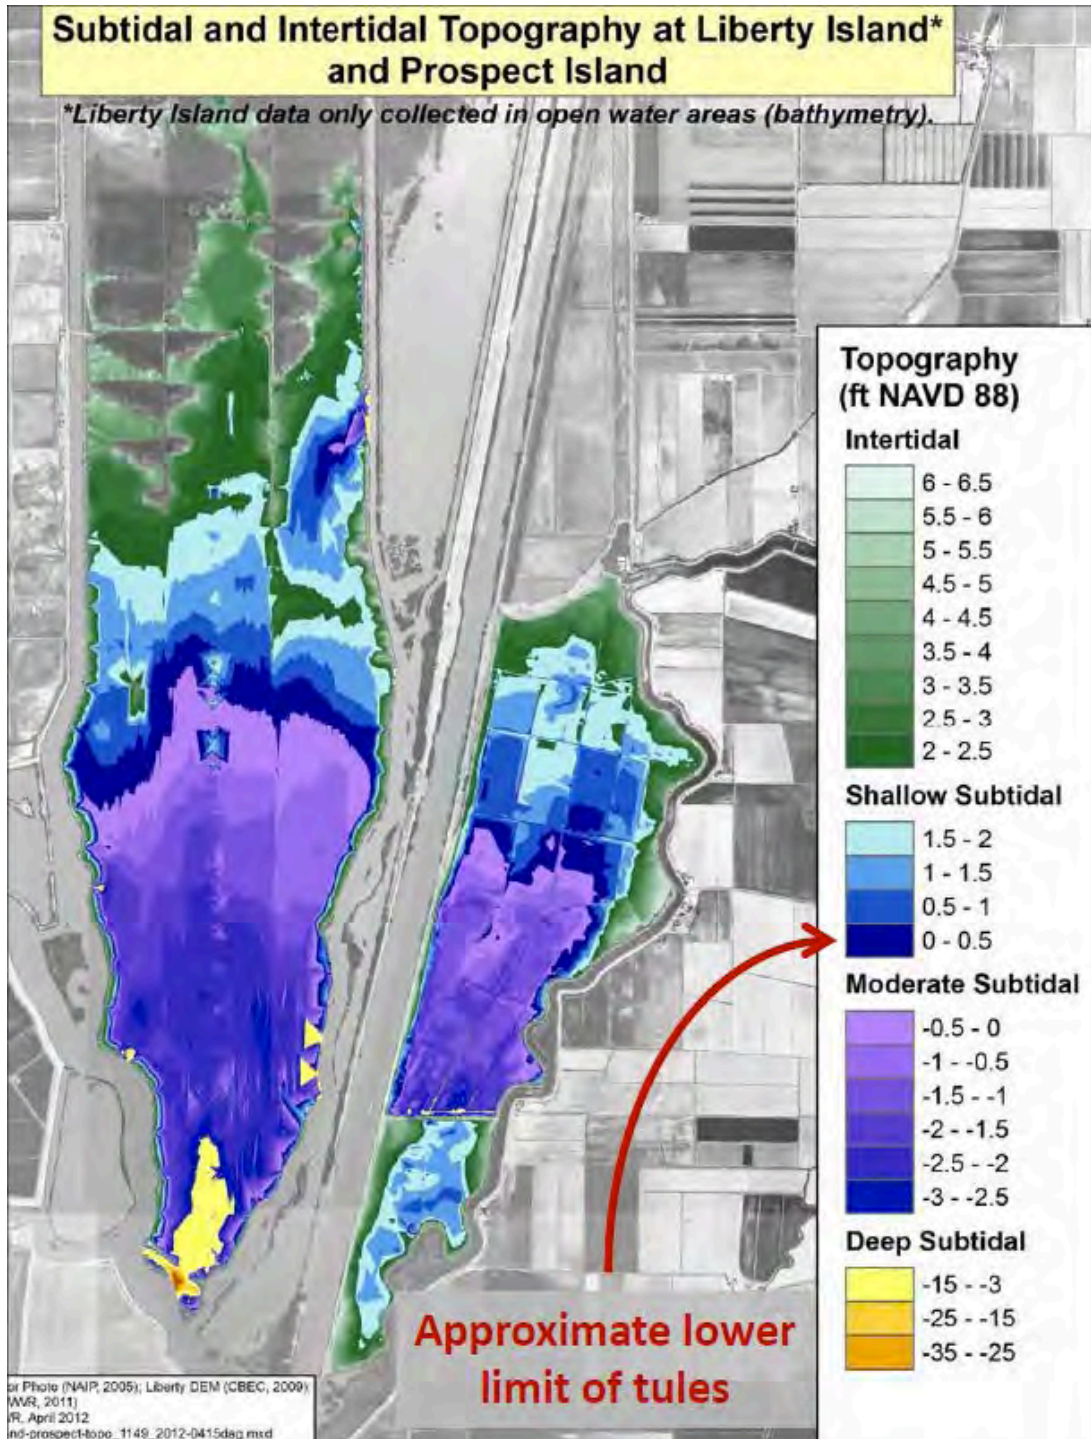 Subtidal and Intertidal Topography at Liberty Island*
and Prospect Island
*Liberty Island data only collected in open water areas (bathymetry).
Topography
(ft NAVD 88)
Intertidal
6 - 6.5
5.5 - 6
5 - 5.5
4.5 - 5
4 - 4.5
3.5 - 4
3 - 3.5
2.5 - 3
2 - 2.5
Shallow Subtidal
1.5 - 2
1 - 1.5
0.5 - 1
0 - 0.5
Moderate Subtidal
-0.5 - 0
-1 - -0.5
-1.5 - -1
-2 - -1.5
-2.5 - -2
-3 - -2.5
Deep Subtidal
-15 - -3
-25 - -15
-35 - -25
Approximate lower
limit of tules
or Photo (NAIP, 2005); Liberty DEM (CBEC, 2009)
WR, 2011)
R, April 2012
nd-prospect-topo_1149_2012-0415dag.mxd